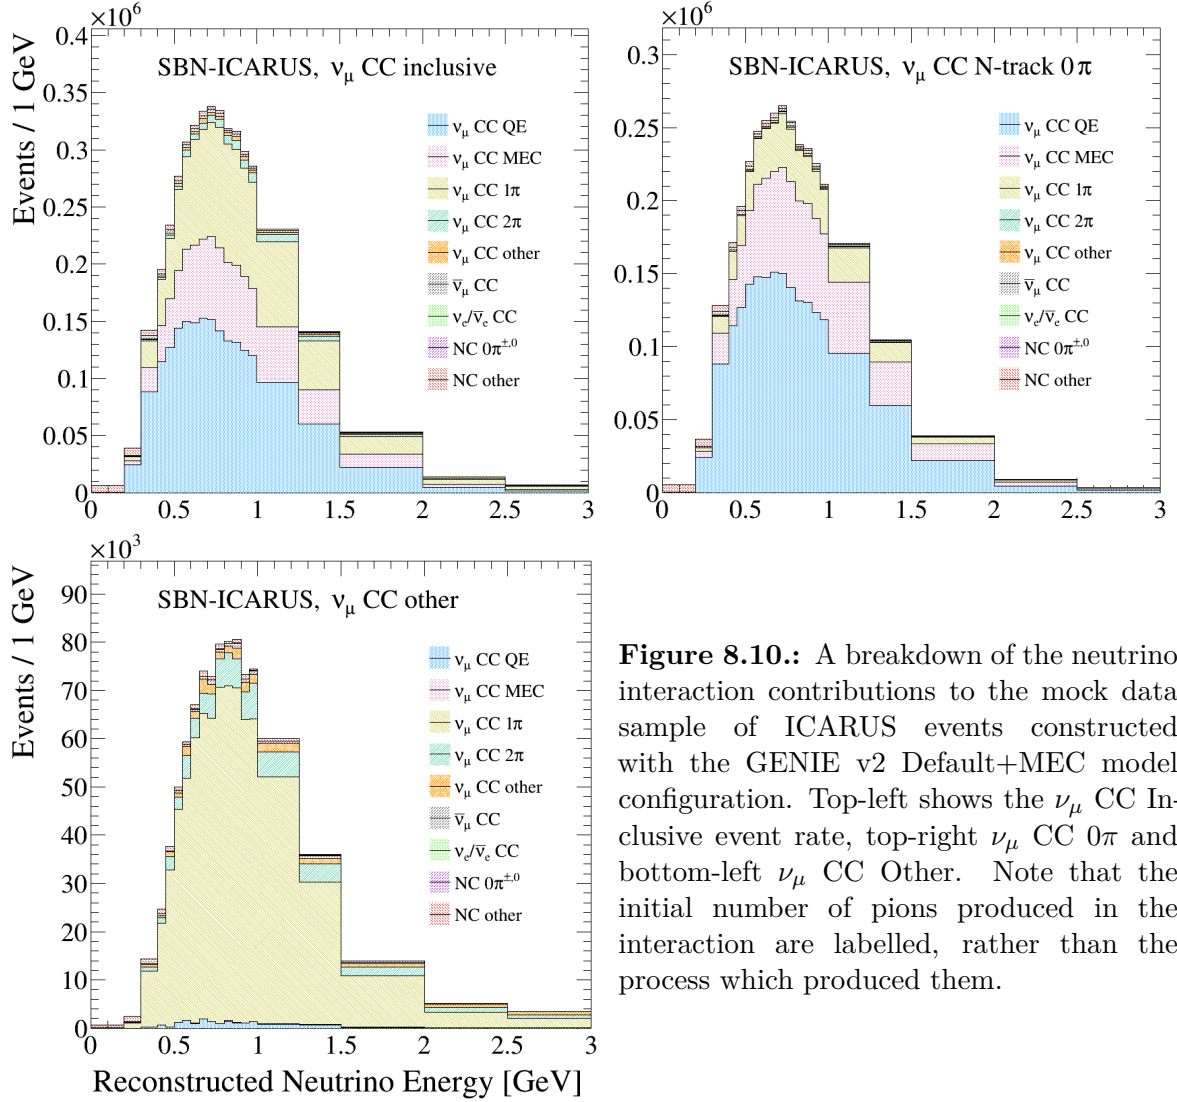 ×10⁶
Events / 1 GeV
SBN-ICARUS, νμ CC inclusive
0.4
0.35
0.3
0.25
0.2
0.15
0.1
0.05
0
νμ CC QE
νμ CC MEC
νμ CC 1π
νμ CC 2π
νμ CC other
ν̅μ CC
νe/ν̅e CC
NC 0π±,0
NC other
0 0.5 1 1.5 2 2.5 3
×10⁶
SBN-ICARUS, νμ CC N-track 0π
0.3
0.25
0.2
0.15
0.1
0.05
0
νμ CC QE
νμ CC MEC
νμ CC 1π
νμ CC 2π
νμ CC other
ν̅μ CC
νe/ν̅e CC
NC 0π±,0
NC other
0 0.5 1 1.5 2 2.5 3
×10³
Events / 1 GeV
SBN-ICARUS, νμ CC other
90
80
70
60
50
40
30
20
10
0
νμ CC QE
νμ CC MEC
νμ CC 1π
νμ CC 2π
νμ CC other
ν̅μ CC
νe/ν̅e CC
NC 0π±,0
NC other
0 0.5 1 1.5 2 2.5 3
Reconstructed Neutrino Energy [GeV]
Figure 8.10.: A breakdown of the neutrino
interaction contributions to the mock data
sample of ICARUS events constructed
with the GENIE v2 Default+MEC model
configuration. Top-left shows the νμ CC In-
clusive event rate, top-right νμ CC 0π and
bottom-left νμ CC Other. Note that the
initial number of pions produced in the
interaction are labelled, rather than the
process which produced them.